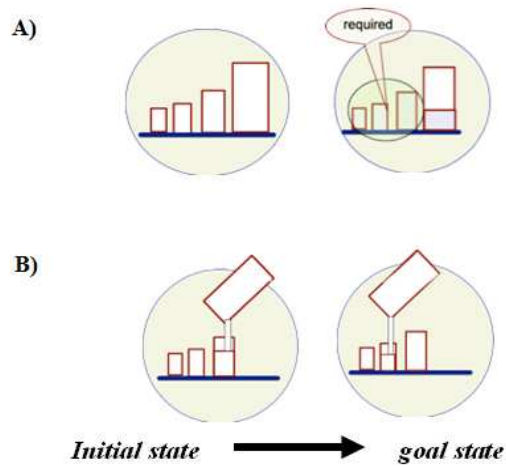 A)
required
B)
Initial state
goal state